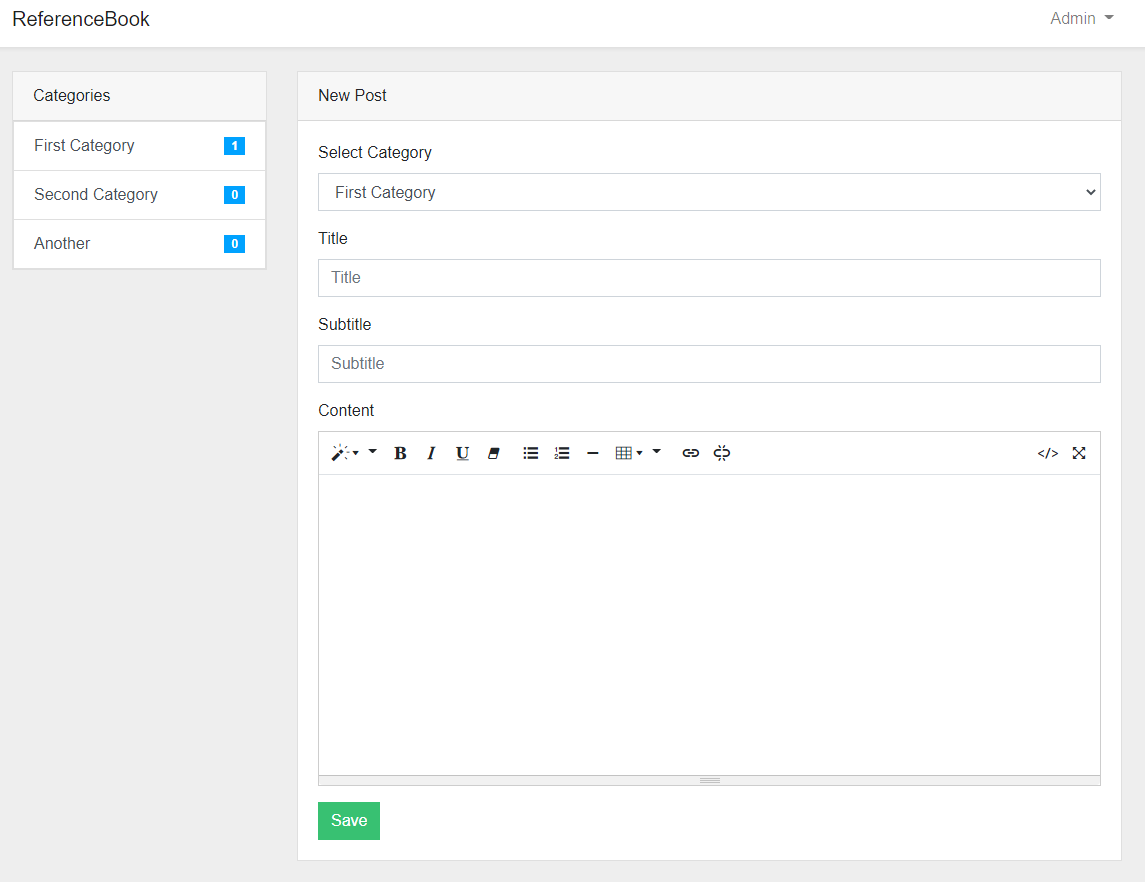 ReferenceBook
Admin
Categories
First Category 1
Second Category 0
Another 0
New Post
Select Category
First Category
Title
Title
Subtitle
Subtitle
Content
B I U </>
Save